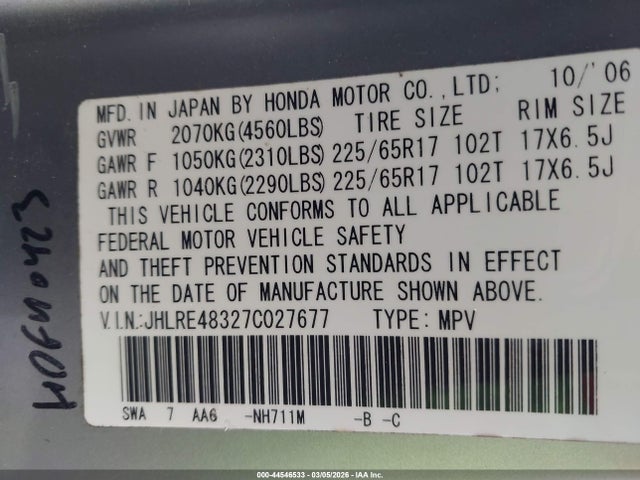 MFD. IN JAPAN BY HONDA MOTOR CO.,LTD; 10/'06
GVWR 2070KG(4560LBS) TIRE SIZE RIM SIZE
GAWR F 1050KG(2310LBS) 225/65R17 102T 17X6.5J
GAWR R 1040KG(2290LBS) 225/65R17 102T 17X6.5J
THIS VEHICLE CONFORMS TO ALL APPLICABLE
FEDERAL MOTOR VEHICLE SAFETY
AND THEFT PREVENTION STANDARDS IN EFFECT
ON THE DATE OF MANUFACTURE SHOWN ABOVE.
V.I.N.:JHLRE48327C027677 TYPE: MPV
SWA 7 AA6 -NH711M -B -C
000-44546533 - 03/05/2026 - IAA Inc.